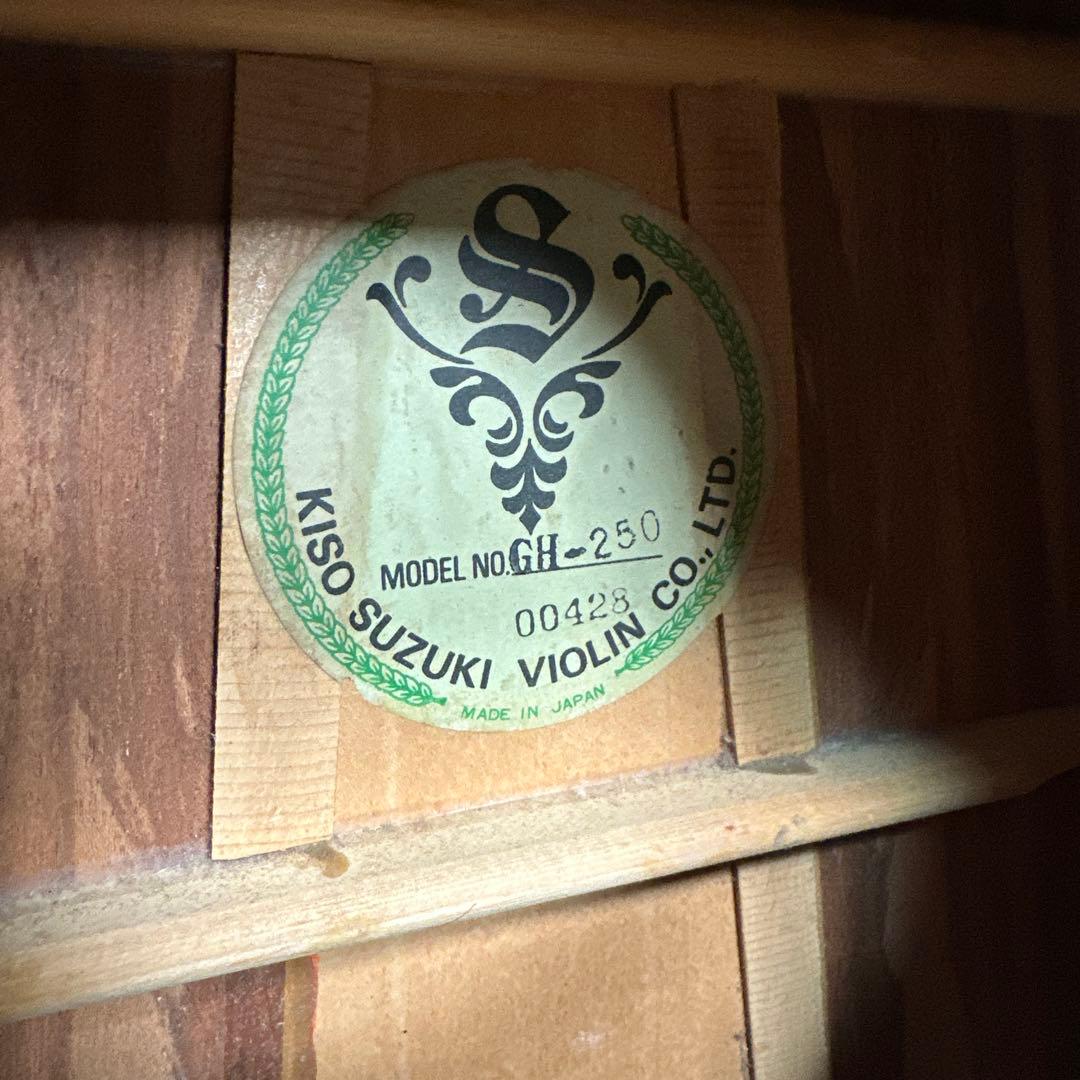 S
MODEL NO.GH-250
00428
KISO SUZUKI VIOLIN CO., LTD.
MADE IN JAPAN